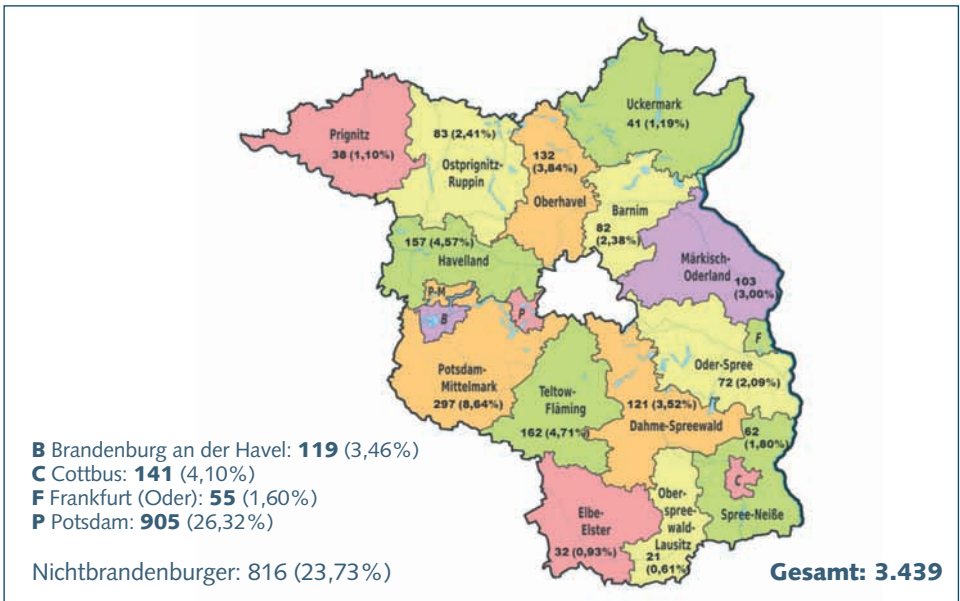 Uckermark
41 (1,19%)
Prignitz
38 (1,10%)
83 (2,41%)
Ostprignitz-
Ruppin
132
(3,84%)
Oberhavel
Barnim
82
(2,38%)
157 (4,57%)
Havelland
Märkisch-
Oderland
103
(3,00%)
P-M
B
P
F
Potsdam-
Mittelmark
297 (8,64%)
Teltow-
Fläming
162 (4,71%)
121 (3,52%)
Dahme-Spreewald
Oder-Spree
72 (2,09%)
62
(1,80%)
C
Spree-Neiße
Elbe-
Elster
32 (0,93%)
Ober-
spree-
wald-
Lausitz
21
(0,61%)
B Brandenburg an der Havel: 119 (3,46%)
C Cottbus: 141 (4,10%)
F Frankfurt (Oder): 55 (1,60%)
P Potsdam: 905 (26,32%)
Nichtbrandenburger: 816 (23,73%)
Gesamt: 3.439